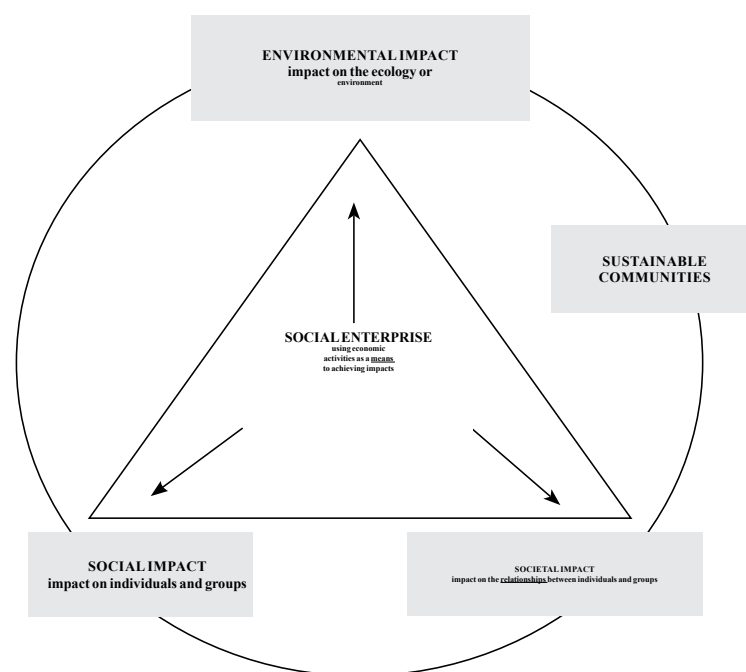 ENVIRONMENTAL IMPACT
impact on the ecology or
environment
SUSTAINABLE
COMMUNITIES
SOCIAL ENTERPRISE
using economic
activities as a means
to achieving impacts
SOCIAL IMPACT
impact on individuals and groups
SOCIETAL IMPACT
impact on the relationships between individuals and groups